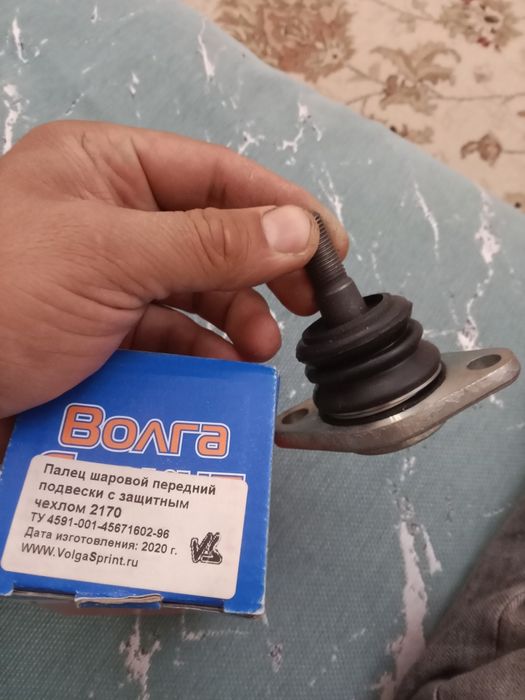 Волга
Палец шаровой передний
подвески с защитным
чехлом 2170
ТУ 4591-001-45671602-96
Дата изготовления: 2020 г.
www.VolgaSprint.ru